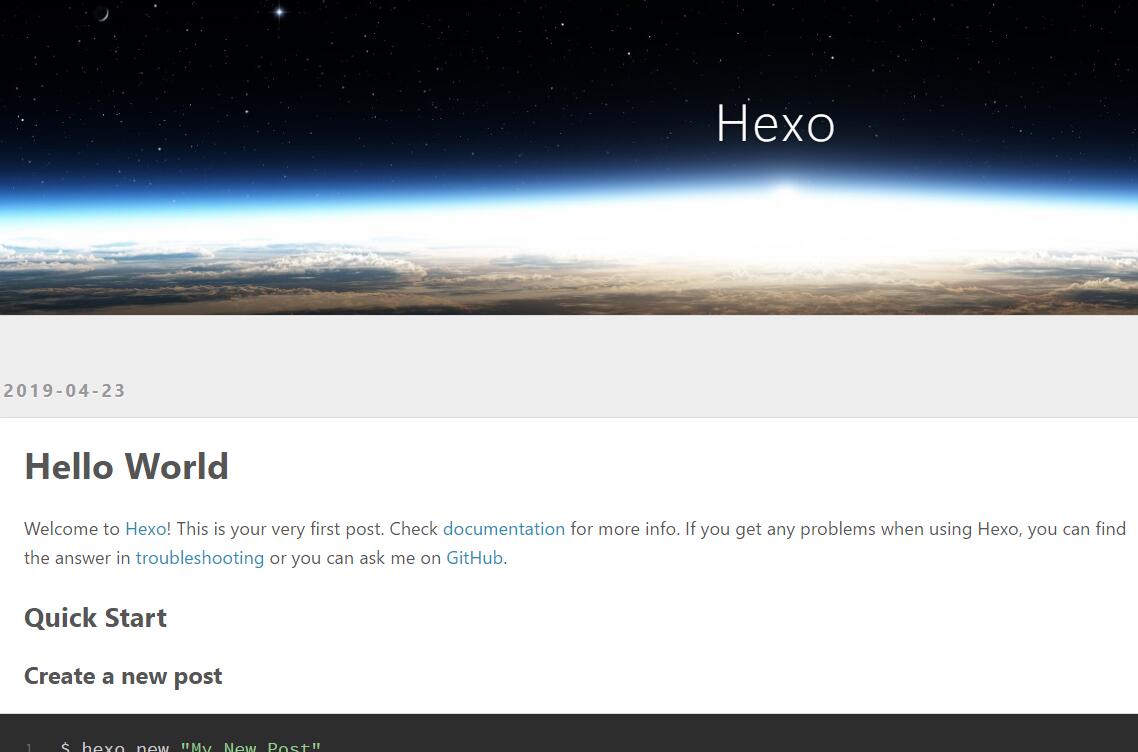 Hexo
2019-04-23
Hello World
Welcome to Hexo! This is your very first post. Check documentation for more info. If you get any problems when using Hexo, you can find
the answer in troubleshooting or you can ask me on GitHub.
Quick Start
Create a new post
1 $ hexo new "My New Post"